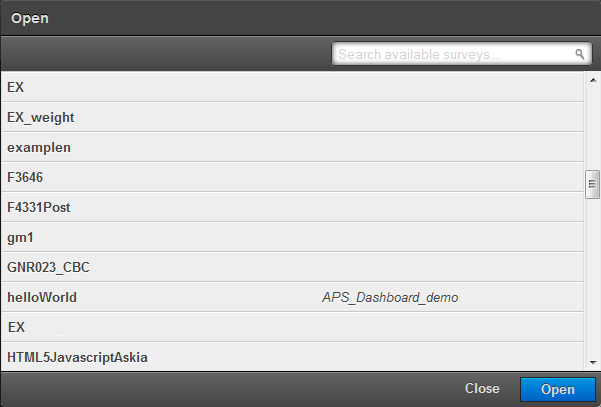 Open
Search available surveys...
EX
EX_weight
examplen
F3646
F4331Post
gm1
GNR023_CBC
helloWorld APS_Dashboard_demo
EX
HTML5JavascriptAskia
Close Open